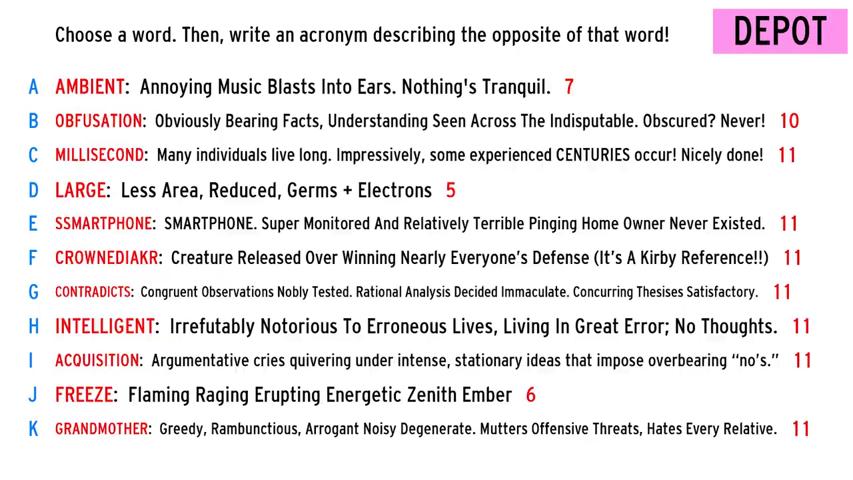 Choose a word. Then, write an acronym describing the opposite of that word!
DEPOT
A AMBIENT: Annoying Music Blasts Into Ears. Nothing's Tranquil. 7
B OBFUSATION: Obviously Bearing Facts, Understanding Seen Across The Indisputable. Obscured? Never! 10
C MILLISECOND: Many individuals live long. Impressively, some experienced CENTURIES occur! Nicely done! 11
D LARGE: Less Area, Reduced, Germs + Electrons 5
E SSMARTPHONE: SMARTPHONE. Super Monitored And Relatively Terrible Pinging Home Owner Never Existed. 11
F CROWNEDIAKR: Creature Released Over Winning Nearly Everyone's Defense (It's A Kirby Reference!!) 11
G CONTRADICTS: Congruent Observations Nobly Tested. Rational Analysis Decided Immaculate. Concurring Thesises Satisfactory. 11
H INTELLIGENT: Irrefutably Notorious To Erroneous Lives, Living In Great Error; No Thoughts. 11
I ACQUISITION: Argumentative cries quivering under intense, stationary ideas that impose overbearing “no's.” 11
J FREEZE: Flaming Raging Erupting Energetic Zenith Ember 6
K GRANDMOTHER: Greedy, Rambunctious, Arrogant Noisy Degenerate. Mutters Offensive Threats, Hates Every Relative. 11